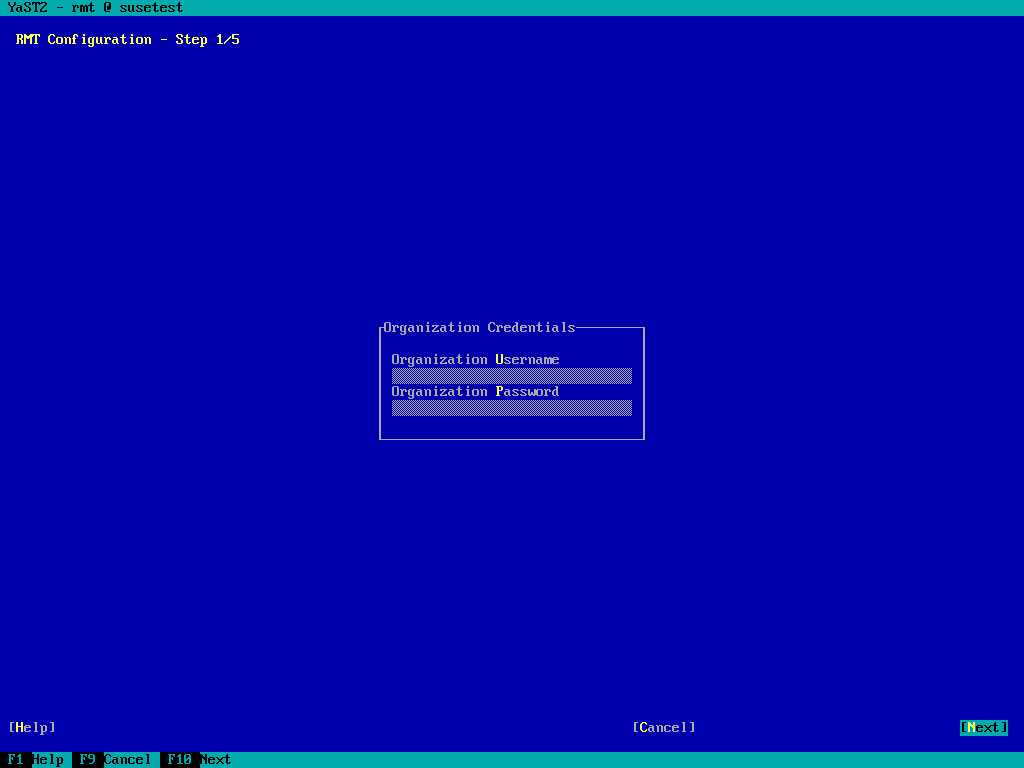 YaST2 - rmt @ susetest
RMT Configuration - Step 1/5
Organization Credentials
Organization Username
Organization Password
[Help] [Cancel] [Next]
F1 Help F9 Cancel F10 Next